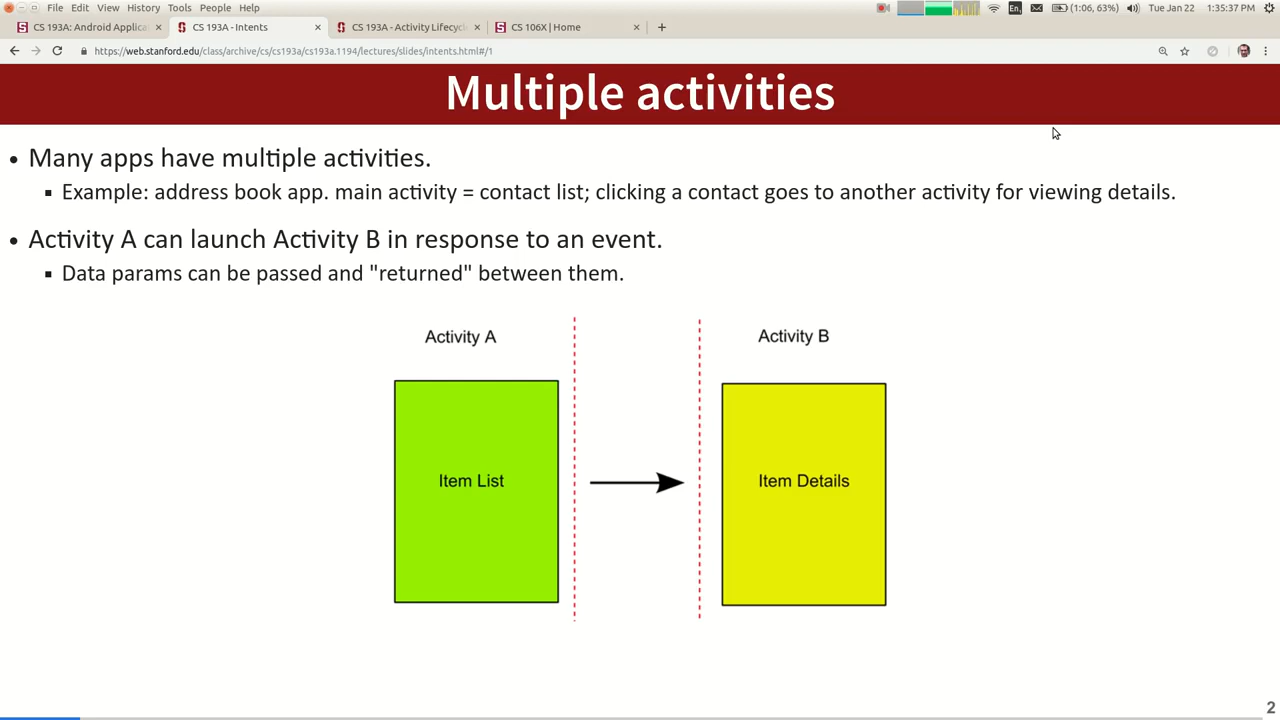 File Edit View History Tools People Help
En
(1:06, 63%)
Tue Jan 22
1:35:37 PM
CS 193A: Android Applica
CS 193A - Intents
CS 193A - Activity Lifecyc
CS 106X | Home
https://web.stanford.edu/class/archive/cs/cs193a/cs193a.1194/lectures/slides/intents.html#/1
Multiple activities
• Many apps have multiple activities.
▪ Example: address book app. main activity = contact list; clicking a contact goes to another activity for viewing details.
• Activity A can launch Activity B in response to an event.
▪ Data params can be passed and "returned" between them.
Activity A
Activity B
Item List
Item Details
2